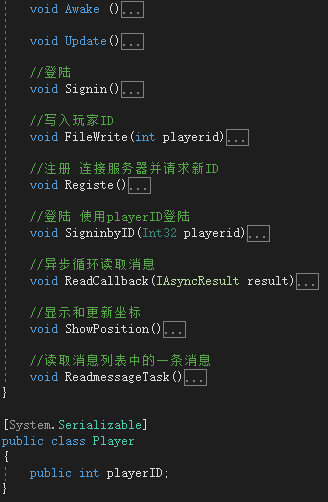 void Awake ()...
void Update()...
//登陆
void Signin()...
//写入玩家ID
void FileWrite(int playerid)...
//注册 连接服务器并请求新ID
void Registe()...
//登陆 使用playerID登陆
void SigninbyID(Int32 playerid)...
//异步循环读取消息
void ReadCallback(IAsyncResult result)...
//显示和更新坐标
void ShowPosition()...
//读取消息列表中的一条消息
void ReadmessageTask()...
}
[System.Serializable]
public class Player
{
public int playerID;
}